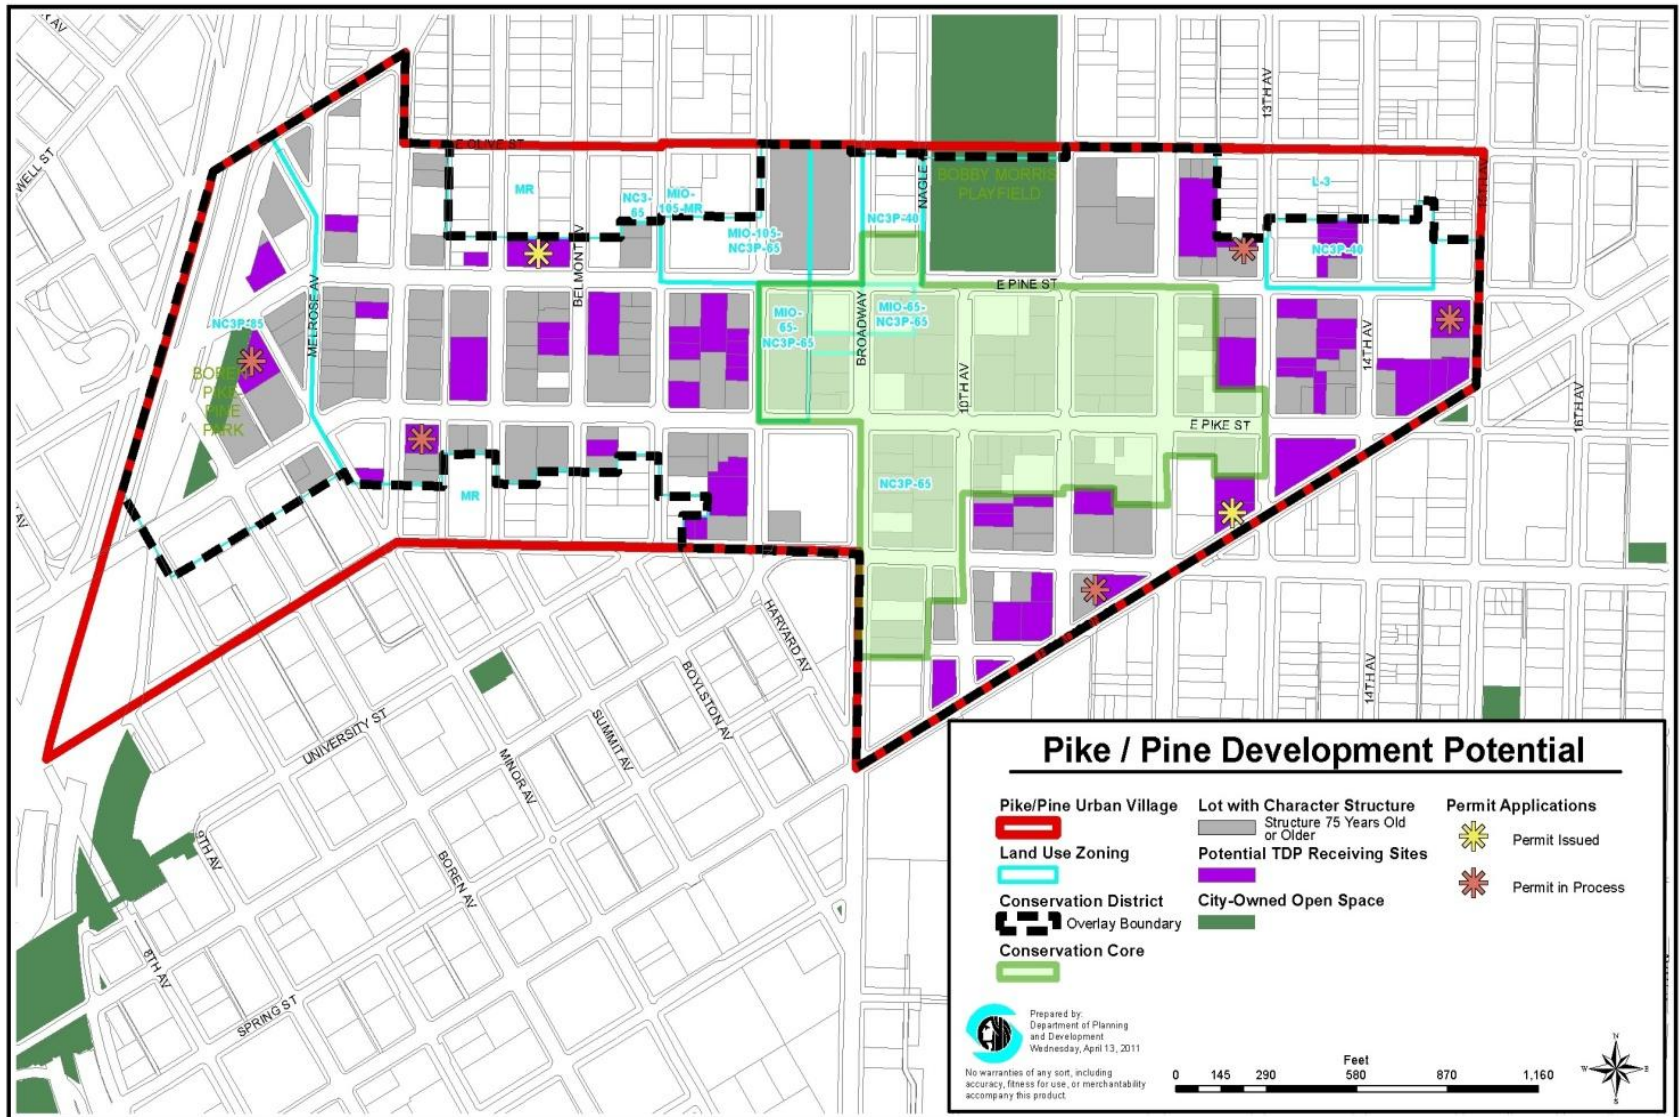 WELL ST
E OLIVE ST
MR
NC3-
65
MIO-
105-MR
MIO-105-
NC3P-65
NAGLE
NC3P-40
BOBBY MORRIS
PLAYFIELD
13TH AV
L-3
NC3P-40
BELMONT AV
E PINE ST
NC3P-85
MELROSE AV
MIO-
65-
NC3P-65
BROADWAY
MIO-65-
NC3P-65
10TH AV
14TH AV
16TH AV
BOREN
PIKE
PINE
PARK
E PIKE ST
MR
NC3P-65
HARVARD AV
BOYLSTON AV
SUMMIT AV
MINOR AV
UNIVERSITY ST
14TH AV
9TH AV
BOREN AV
8TH AV
SPRING ST
Pike / Pine Development Potential
Pike/Pine Urban Village
Land Use Zoning
Conservation District
Overlay Boundary
Conservation Core
Lot with Character Structure
Structure 75 Years Old
or Older
Potential TDP Receiving Sites
City-Owned Open Space
Permit Applications
Permit Issued
Permit in Process
Prepared by:
Department of Planning
and Development
Wednesday, April 13, 2011
No warranties of any sort, including
accuracy, fitness for use, or merchantability
accompany this product.
Feet
0 145 290 580 870 1,160
N
W E
S